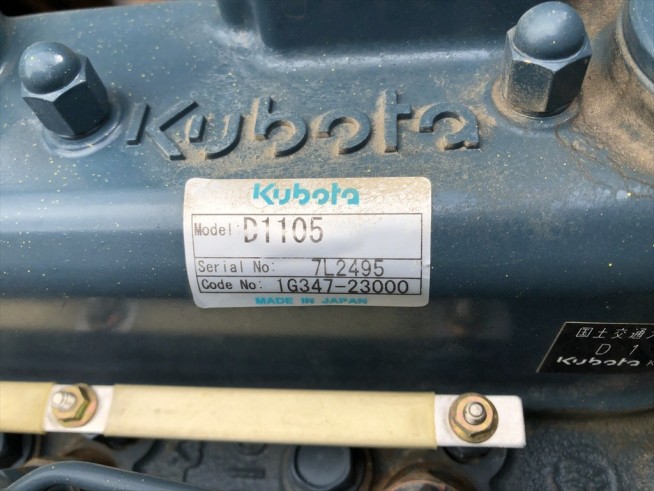 Kubota
Kubota
Model: D1105
Serial No: 7L2495
Code No: 1G347-23000
MADE IN JAPAN
国土交通
D 1
Kubota